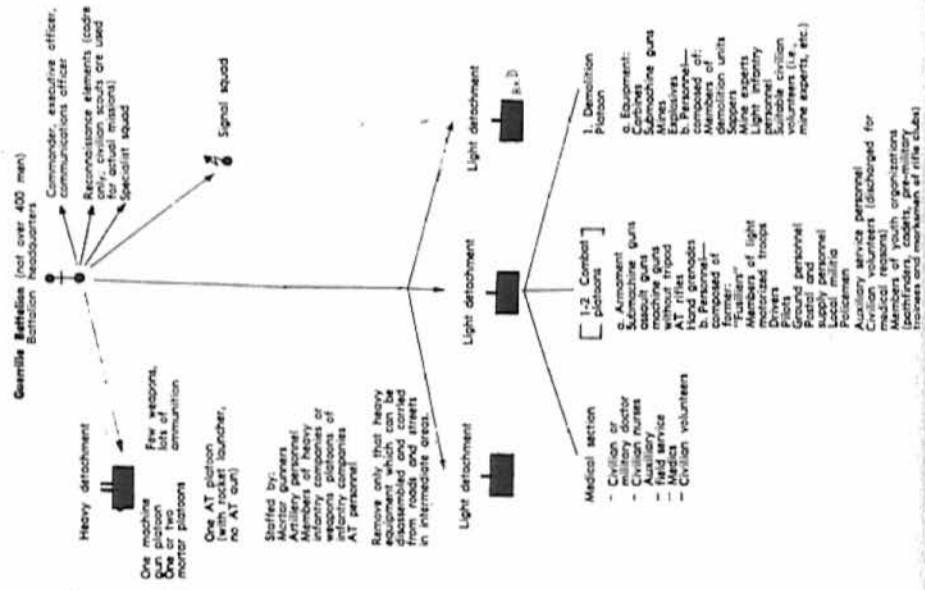 Guerrilla Battalion (not over 400 men)
Battalion headquarters
Commander, executive officer,
communications officer
Reconnaissance elements (cadre
only, civilian scouts are used
for actual missions)
Specialist squad
Signal squad
Heavy detachment
One machine
gun platoon
One or two
mortar platoons
Few weapons,
lots of
ammunition
One AT platoon
(with rocket launcher,
no AT gun)
Staffed by:
Mortar gunners
Artillery personnel
Members of heavy
infantry companies or
weapons platoons of
infantry companies
AT personnel
Remove only that heavy
equipment which can be
disassembled and carried
from roads and streets
in intermediate areas.
Light detachment
Light detachment
Light detachment
Medical section
– Civilian or
military doctor
– Civilian nurses
– Auxiliary
– Field service
– Medics
– Civilian volunteers
[ 1-2 Combat ]
platoons
a. Armament
Submachine guns
assault guns
machine guns
without tripod
AT rifles
Hand grenades
b. Personnel—
composed of
former:
"Fusiliers"
Members of light
motorized troops
Drivers
Pilots
Ground personnel
Postal and
supply personnel
Local militia
Policemen
Auxiliary service personnel
Civilian volunteers (discharged for
medical reasons)
Members of youth organizations
(pathfinders, cadets, pre-military
trainees and marksmen of rifle clubs)
1. Demolition
Platoon
a. Equipment:
Carbines
Submachine guns
Mines
Explosives
b. Personnel—
composed of:
Members of
demolition units
Sappers
Mine experts
Light infantry
personnel
Suitable civilian
volunteers (i.e.,
mine experts, etc.)